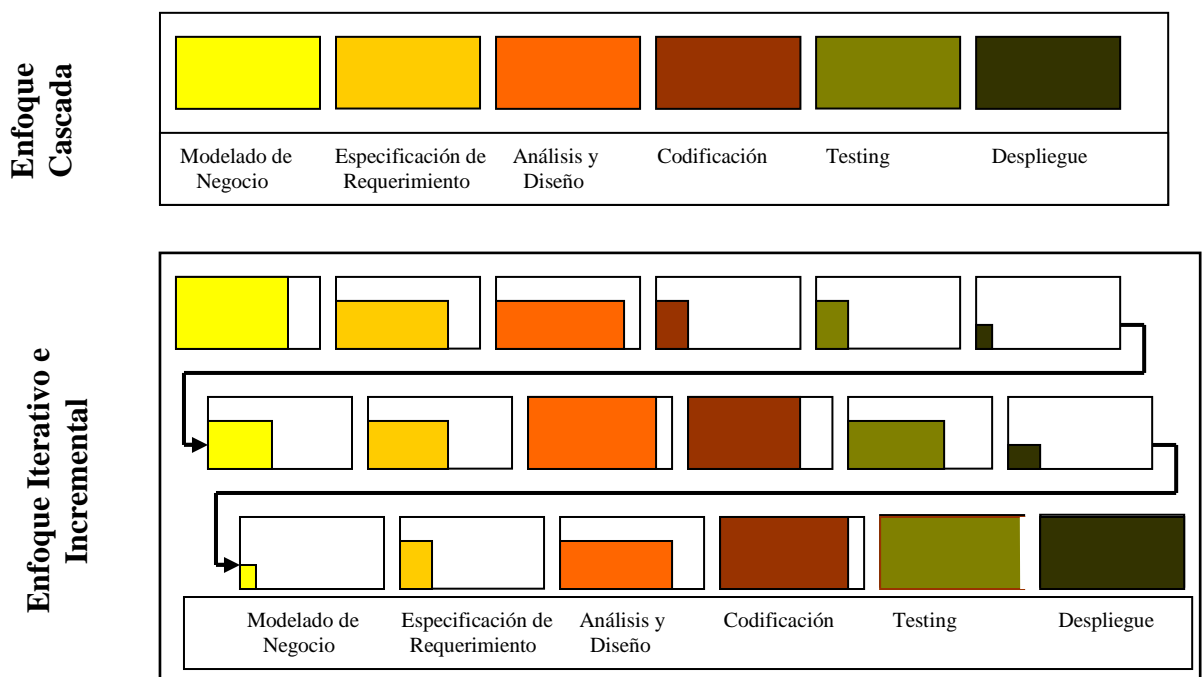 Enfoque
Cascada
Modelado de
Negocio
Especificación de
Requerimiento
Análisis y
Diseño
Codificación
Testing
Despliegue
Enfoque Iterativo e
Incremental
Modelado de
Negocio
Especificación de
Requerimiento
Análisis y
Diseño
Codificación
Testing
Despliegue